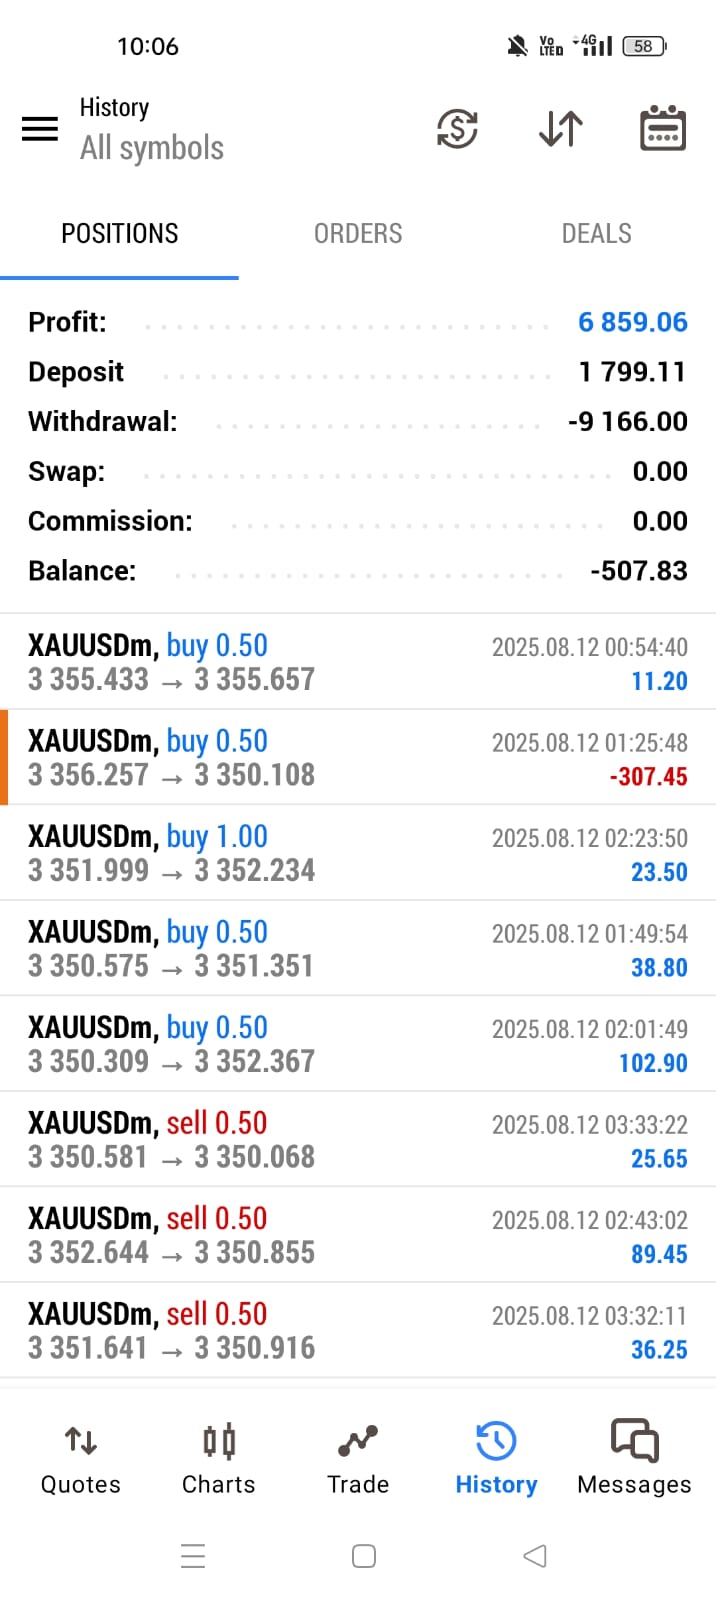 10:06
Vo LTED 4G 58
History
All symbols
POSITIONS ORDERS DEALS
Profit: 6 859.06
Deposit 1 799.11
Withdrawal: -9 166.00
Swap: 0.00
Commission: 0.00
Balance: -507.83
XAUUSDm, buy 0.50 2025.08.12 00:54:40
3 355.433 → 3 355.657 11.20
XAUUSDm, buy 0.50 2025.08.12 01:25:48
3 356.257 → 3 350.108 -307.45
XAUUSDm, buy 1.00 2025.08.12 02:23:50
3 351.999 → 3 352.234 23.50
XAUUSDm, buy 0.50 2025.08.12 01:49:54
3 350.575 → 3 351.351 38.80
XAUUSDm, buy 0.50 2025.08.12 02:01:49
3 350.309 → 3 352.367 102.90
XAUUSDm, sell 0.50 2025.08.12 03:33:22
3 350.581 → 3 350.068 25.65
XAUUSDm, sell 0.50 2025.08.12 02:43:02
3 352.644 → 3 350.855 89.45
XAUUSDm, sell 0.50 2025.08.12 03:32:11
3 351.641 → 3 350.916 36.25
Quotes Charts Trade History Messages